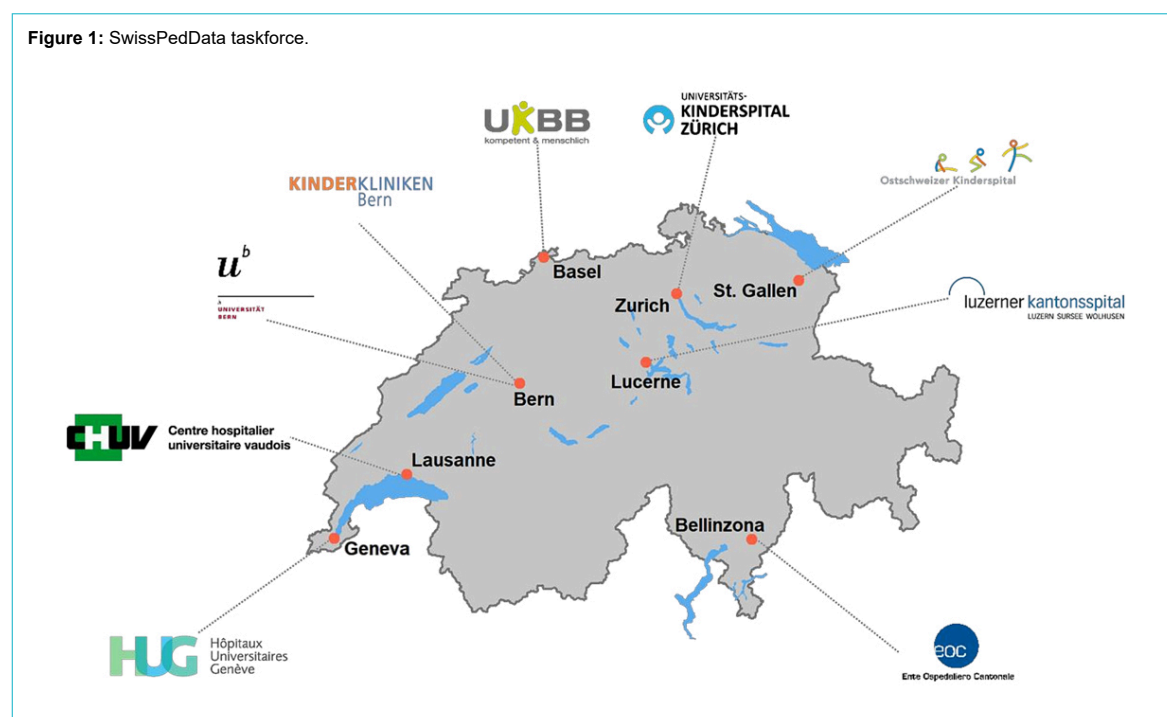 Figure 1: SwissPedData taskforce.
UKBB
kompetent & menschlich
UNIVERSITÄTS-
KINDERSPITAL
ZÜRICH
Ostschweizer Kinderspital
KINDERKLINIKEN
Bern
u^b
b
UNIVERSITÄT
BERN
Basel
Zurich
St. Gallen
luzerner kantonsspital
LUZERN SURSEE WOLHUSEN
Lucerne
Bern
CHUV
Centre hospitalier
universitaire vaudois
Lausanne
Geneva
Bellinzona
HUG
Hôpitaux
Universitaires
Genève
eoc
Ente Ospedaliero Cantonale